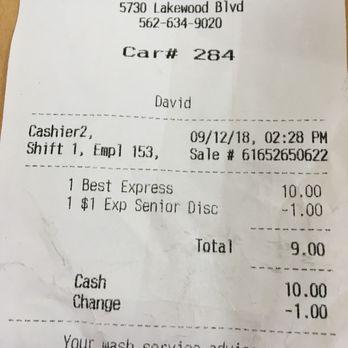 5730 Lakewood Blvd
562-634-9020
Car# 284
David
Cashier2, 09/12/18, 02:28 PM
Shift 1, Empl 153, Sale # 61652650622
1 Best Express 10.00
1 $1 Exp Senior Disc -1.00
Total 9.00
Cash 10.00
Change -1.00
Your wash service